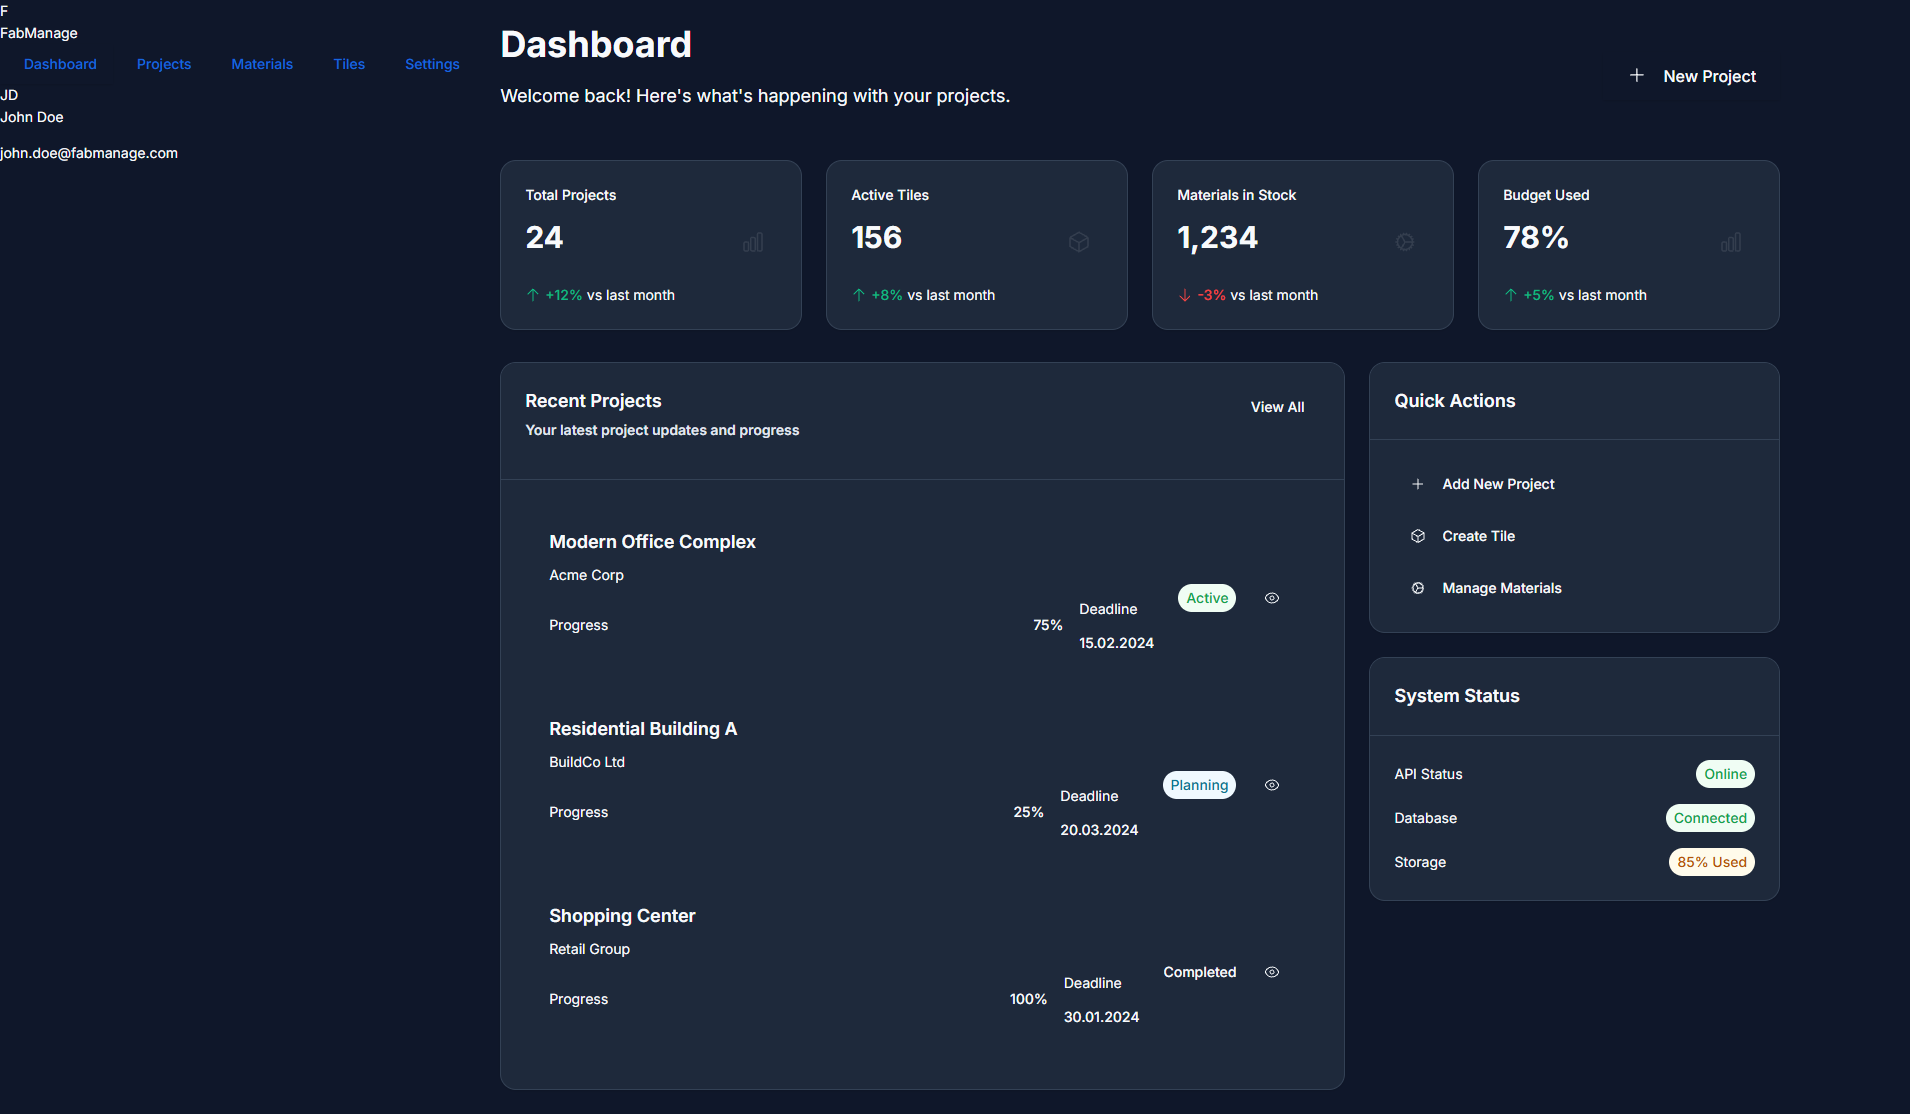 F
FabManage
Dashboard Projects Materials Tiles Settings
JD
John Doe
john.doe@fabmanage.com
Dashboard
Welcome back! Here's what's happening with your projects.
New Project
Total Projects
24
+12% vs last month
Active Tiles
156
+8% vs last month
Materials in Stock
1,234
-3% vs last month
Budget Used
78%
+5% vs last month
Recent Projects
Your latest project updates and progress
View All
Modern Office Complex
Acme Corp
Progress
75%
Deadline
15.02.2024
Active
Residential Building A
BuildCo Ltd
Progress
25%
Deadline
20.03.2024
Planning
Shopping Center
Retail Group
Progress
100%
Deadline
30.01.2024
Completed
Quick Actions
Add New Project
Create Tile
Manage Materials
System Status
API Status Online
Database Connected
Storage 85% Used